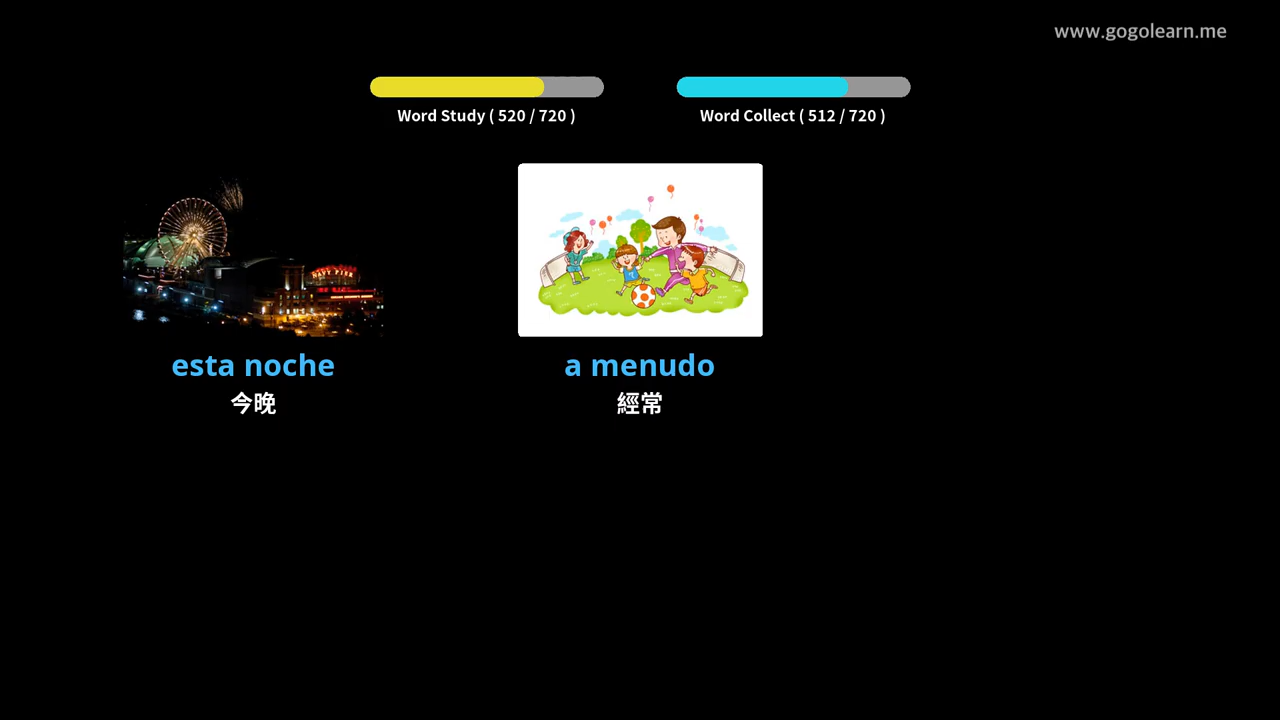 www.gogolearn.me
Word Study ( 520 / 720 )
Word Collect ( 512 / 720 )
esta noche
今晚
a menudo
經常